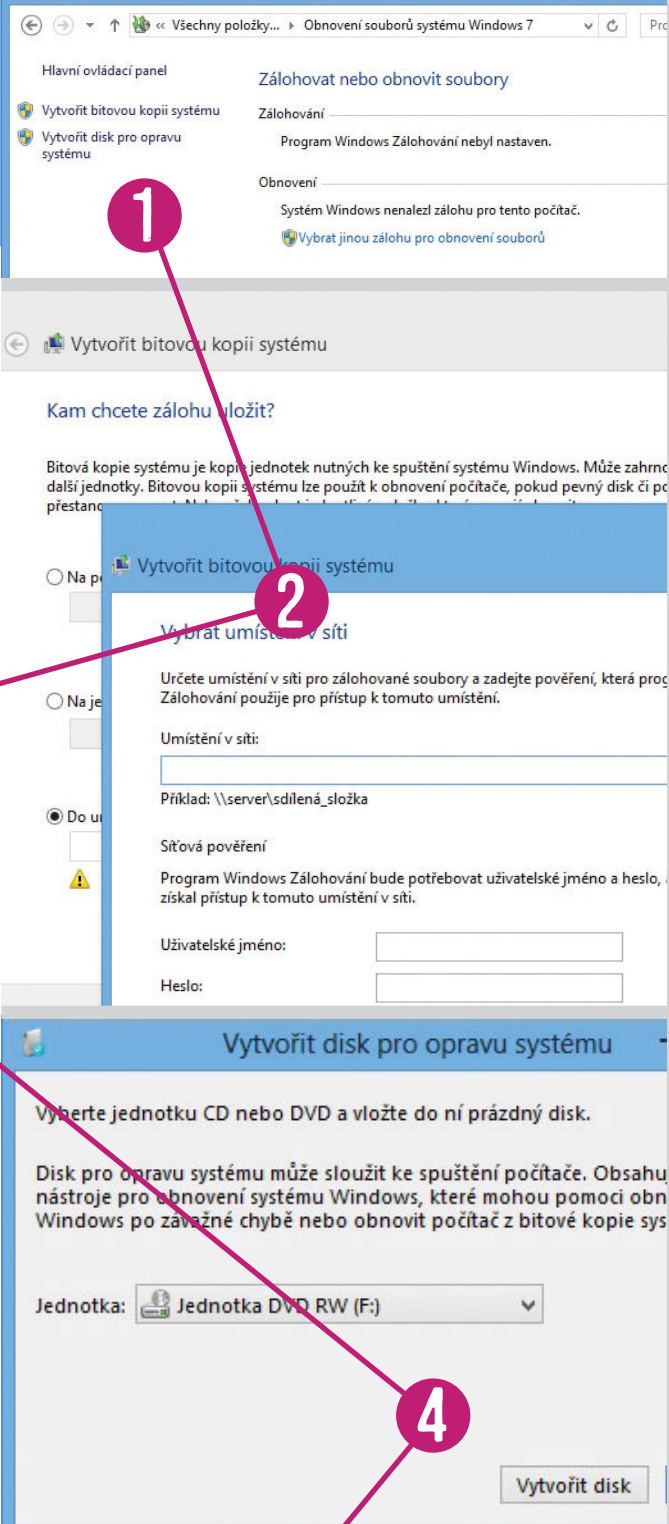 « Všechny položky... Obnovení souborů systému Windows 7
Hlavní ovládací panel
Vytvořit bitovou kopii systému
Vytvořit disk pro opravu
systému
Zálohovat nebo obnovit soubory
Zálohování
Program Windows Zálohování nebyl nastaven.
Obnovení
Systém Windows nenalezl zálohu pro tento počítač.
Vybrat jinou zálohu pro obnovení souborů
1
Vytvořit bitovou kopii systému
Kam chcete zálohu uložit?
Bitová kopie systému je kopie jednotek nutných ke spuštění systému Windows. Může
další jednotky. Bitovou kopii systému lze použít k obnovení počítače, pokud pevný disk či
Na
Na
Do
Vytvořit bitovou kopii systému
2
Vybrat umístění v síti
Určete umístění v síti pro zálohované soubory a zadejte pověření, která
Zálohování použije pro přístup k tomuto umístění.
Umístění v síti:
Příklad: \\server\sdílená_složka
Síťová pověření
Program Windows Zálohování bude potřebovat uživatelské jméno a heslo,
získal přístup k tomuto umístění v síti.
Uživatelské jméno:
Heslo:
Vytvořit disk pro opravu systému
Vyberte jednotku CD nebo DVD a vložte do ní prázdný disk.
Disk pro opravu systému může sloužit ke spuštění počítače.
nástroje pro obnovení systému Windows, které mohou pomoci
Windows po závažné chybě nebo obnovit počítač z bitové kopie
Jednotka: Jednotka DVD RW (F:)
4
Vytvořit disk